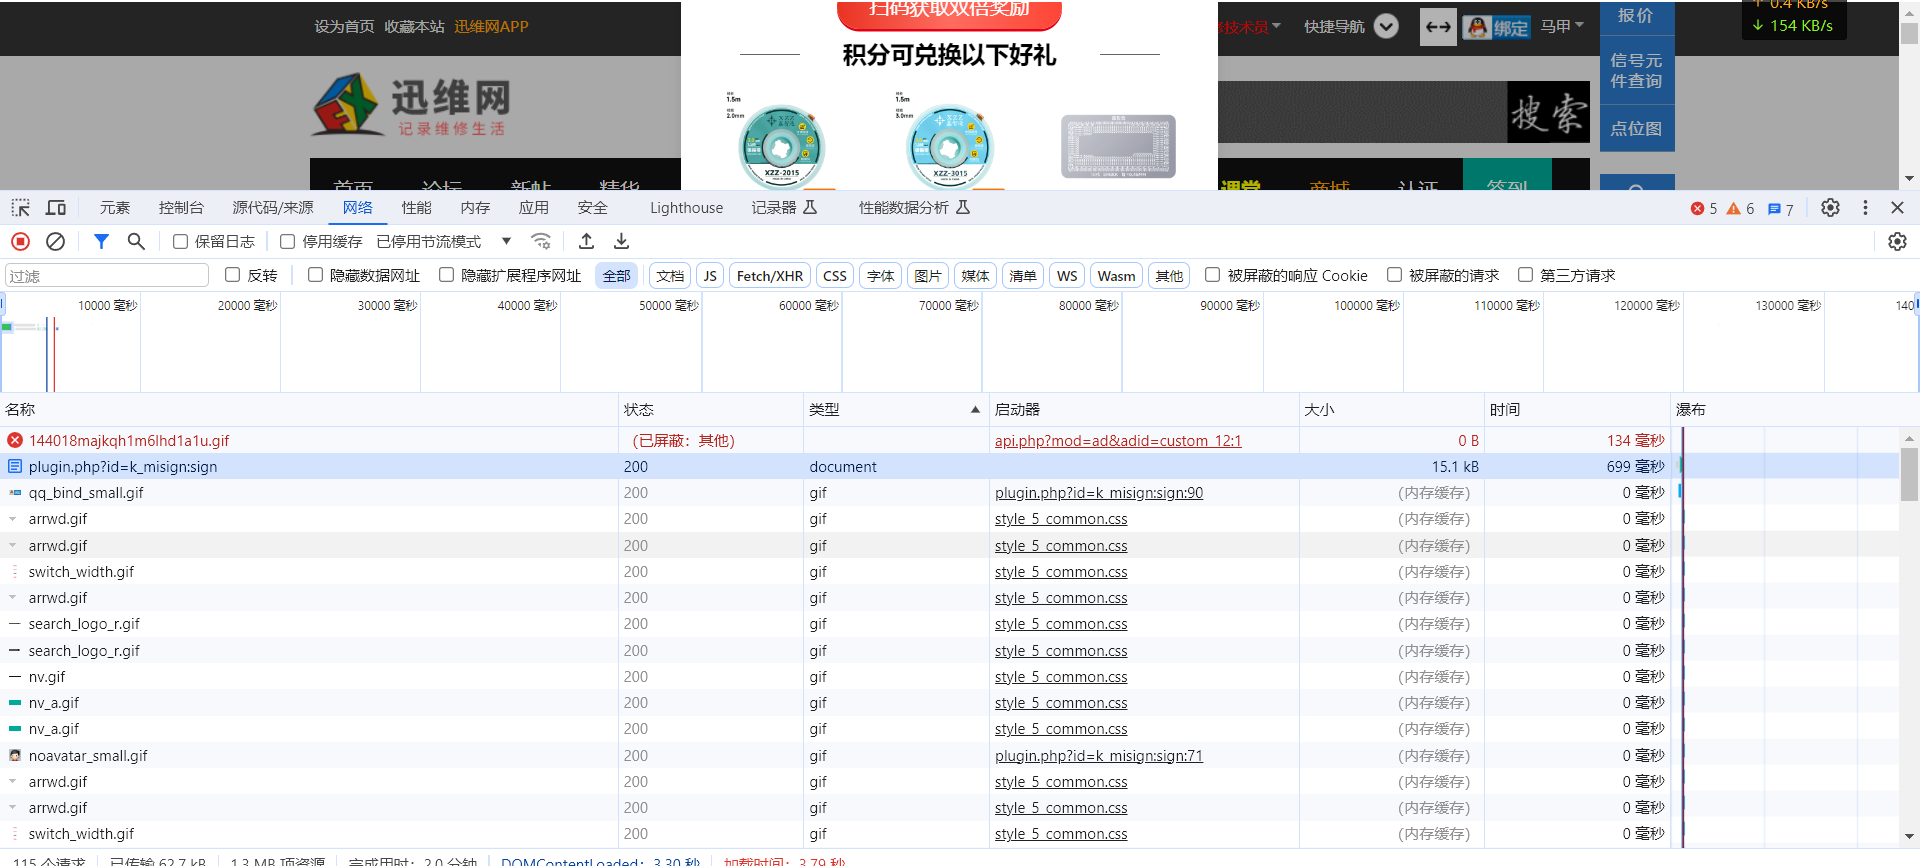 设为首页 收藏本站 迅维网APP
扫码获取双倍奖励
积分可兑换以下好礼
修技术员 快捷导航 绑定 马甲
报价
0.4 KB/s
154 KB/s
信号元
件查询
点位图
迅维网
记录维修生活
1.5m
2.0mm
XZZ
XZZ-2015
1.5m
3.0mm
XZZ
XZZ-3015
搜索
首页 论坛 新帖 精华 课堂 商城 认证 签到
元素 控制台 源代码/来源 网络 性能 内存 应用 安全 Lighthouse 记录器 性能数据分析 5 6 7
保留日志 停用缓存 已停用节流模式
过滤 反转 隐藏数据网址 隐藏扩展程序网址 全部 文档 JS Fetch/XHR CSS 字体 图片 媒体 清单 WS Wasm 其他 被屏蔽的响应 Cookie 被屏蔽的请求 第三方请求
10000 毫秒 20000 毫秒 30000 毫秒 40000 毫秒 50000 毫秒 60000 毫秒 70000 毫秒 80000 毫秒 90000 毫秒 100000 毫秒 110000 毫秒 120000 毫秒 130000 毫秒 140
名称 状态 类型 启动器 大小 时间 瀑布
144018majkqh1m6lhd1a1u.gif (已屏蔽：其他) api.php?mod=ad&adid=custom_12:1 0 B 134 毫秒
plugin.php?id=k_misign:sign 200 document 15.1 kB 699 毫秒
qq_bind_small.gif 200 gif plugin.php?id=k_misign:sign:90 (内存缓存) 0 毫秒
arrwd.gif 200 gif style_5_common.css (内存缓存) 0 毫秒
arrwd.gif 200 gif style_5_common.css (内存缓存) 0 毫秒
switch_width.gif 200 gif style_5_common.css (内存缓存) 0 毫秒
arrwd.gif 200 gif style_5_common.css (内存缓存) 0 毫秒
search_logo_r.gif 200 gif style_5_common.css (内存缓存) 0 毫秒
search_logo_r.gif 200 gif style_5_common.css (内存缓存) 0 毫秒
nv.gif 200 gif style_5_common.css (内存缓存) 0 毫秒
nv_a.gif 200 gif style_5_common.css (内存缓存) 0 毫秒
nv_a.gif 200 gif style_5_common.css (内存缓存) 0 毫秒
noavatar_small.gif 200 gif plugin.php?id=k_misign:sign:71 (内存缓存) 0 毫秒
arrwd.gif 200 gif style_5_common.css (内存缓存) 0 毫秒
arrwd.gif 200 gif style_5_common.css (内存缓存) 0 毫秒
switch_width.gif 200 gif style_5_common.css (内存缓存) 0 毫秒
115 个请求 已传输 62.7 kB 1.3 MB 项资源 完成用时：2.0 分钟 DOMContentLoaded：3.30 秒 加载时间：3.79 秒